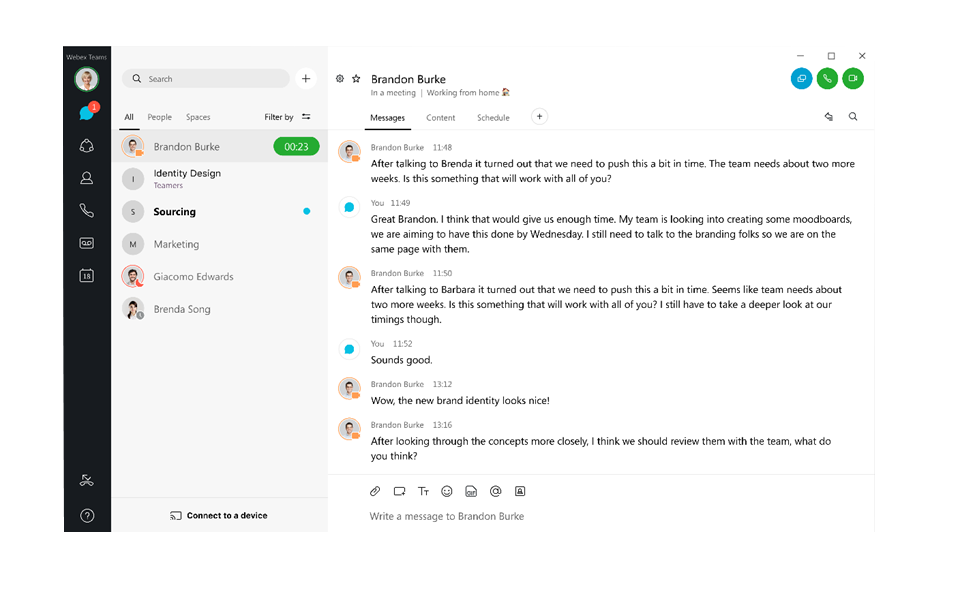 Webex Teams
1
18
Search
All People Spaces Filter by
Brandon Burke 00:23
I Identity Design
Teamers
S Sourcing
M Marketing
Giacomo Edwards
Brenda Song
Connect to a device
Brandon Burke
In a meeting | Working from home
Messages Content Schedule
Brandon Burke 11:48
After talking to Brenda it turned out that we need to push this a bit in time. The team needs about two more
weeks. Is this something that will work with all of you?
You 11:49
Great Brandon. I think that would give us enough time. My team is looking into creating some moodboards,
we are aiming to have this done by Wednesday. I still need to talk to the branding folks so we are on the
same page with them.
Brandon Burke 11:50
After talking to Barbara it turned out that we need to push this a bit in time. Seems like team needs about
two more weeks. Is this something that will work with all of you? I still have to take a deeper look at our
timings though.
You 11:52
Sounds good.
Brandon Burke 13:12
Wow, the new brand identity looks nice!
Brandon Burke 13:16
After looking through the concepts more closely, I think we should review them with the team, what do
you think?
Tт GIF @
Write a message to Brandon Burke